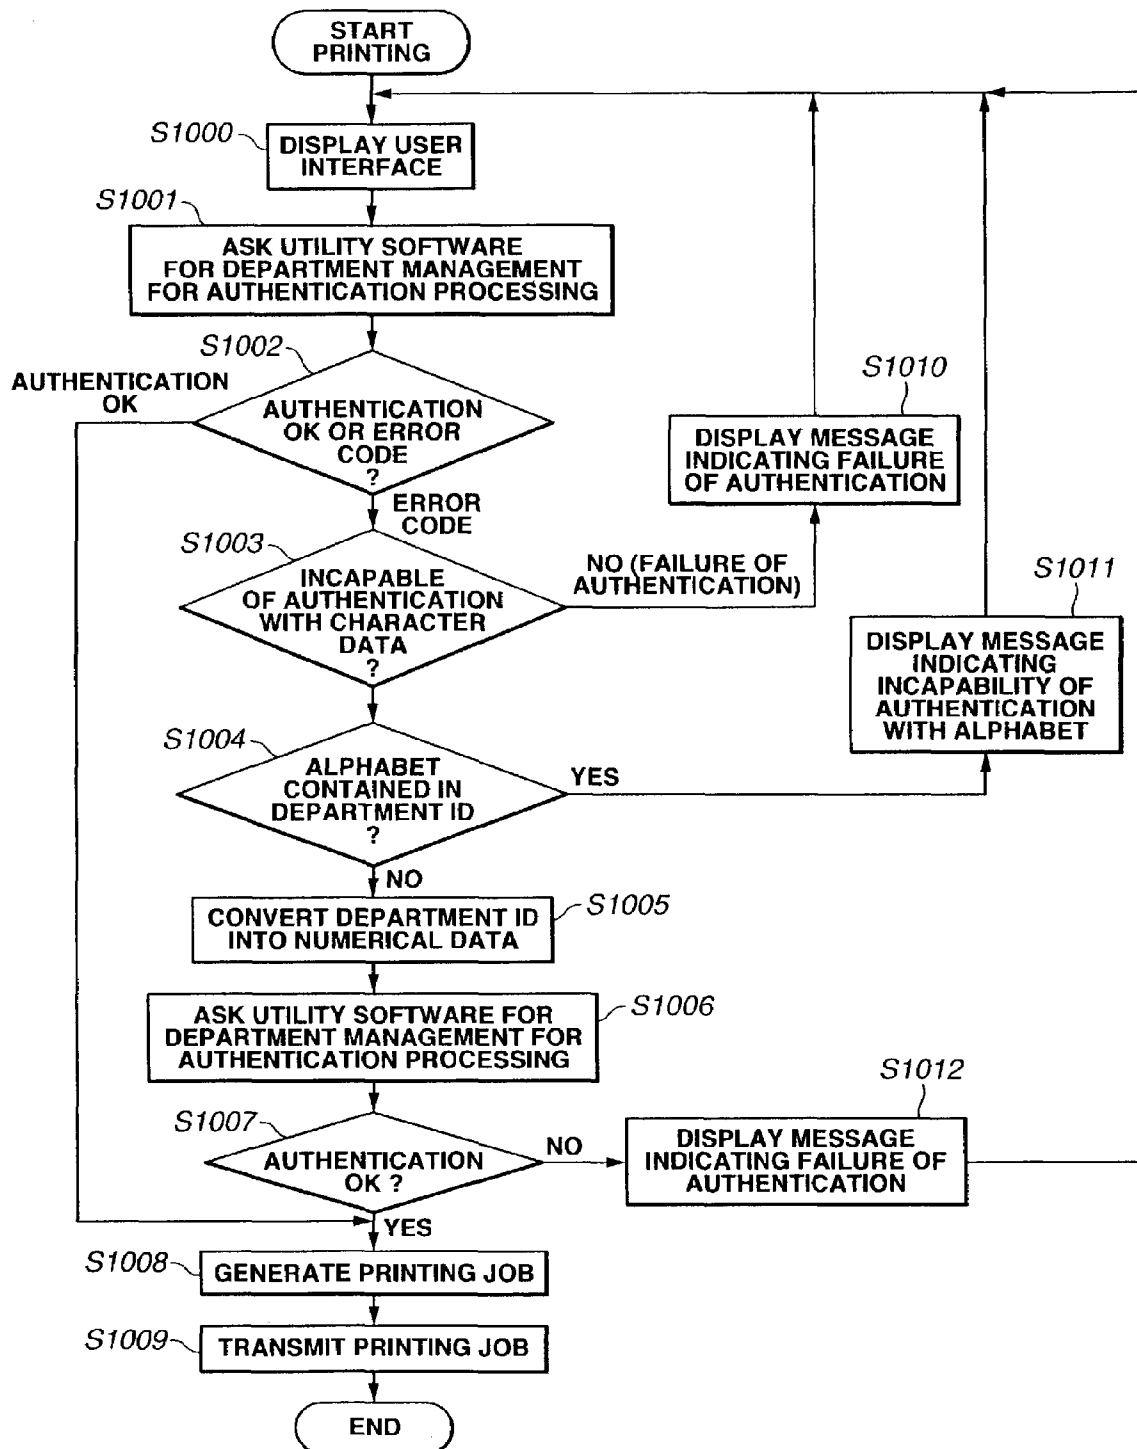 START
PRINTING
S1000
DISPLAY USER
INTERFACE
S1001
ASK UTILITY SOFTWARE
FOR DEPARTMENT MANAGEMENT
FOR AUTHENTICATION PROCESSING
S1002
AUTHENTICATION
OK
AUTHENTICATION
OK OR ERROR
CODE
?
ERROR
CODE
S1010
DISPLAY MESSAGE
INDICATING FAILURE
OF AUTHENTICATION
S1003
INCAPABLE
OF AUTHENTICATION
WITH CHARACTER
DATA
?
NO (FAILURE OF
AUTHENTICATION)
S1011
DISPLAY MESSAGE
INDICATING
INCAPABILITY OF
AUTHENTICATION
WITH ALPHABET
S1004
ALPHABET
CONTAINED IN
DEPARTMENT ID
?
YES
NO
CONVERT DEPARTMENT ID
INTO NUMERICAL DATA
S1005
ASK UTILITY SOFTWARE FOR
DEPARTMENT MANAGEMENT FOR
AUTHENTICATION PROCESSING
S1006
S1007
AUTHENTICATION
OK ?
NO
S1012
DISPLAY MESSAGE
INDICATING FAILURE OF
AUTHENTICATION
YES
S1008
GENERATE PRINTING JOB
S1009
TRANSMIT PRINTING JOB
END